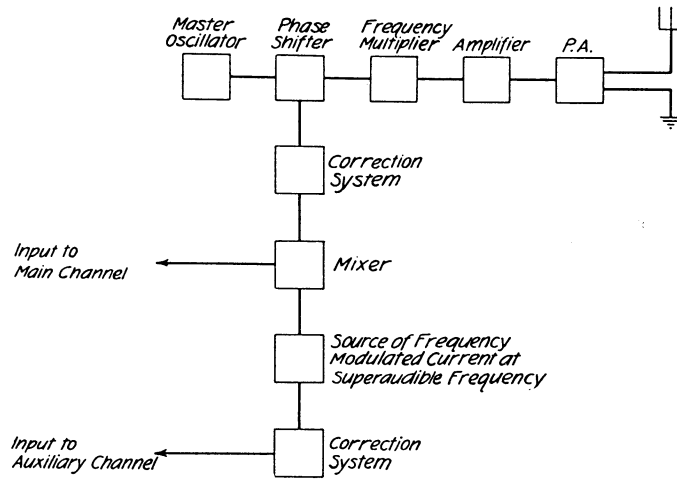 Master
Oscillator
Phase
Shifter
Frequency
Multiplier
Amplifier
P.A.
Correction
System
Input to
Main Channel
Mixer
Source of Frequency
Modulated Current at
Superaudible Frequency
Input to
Auxiliary Channel
Correction
System